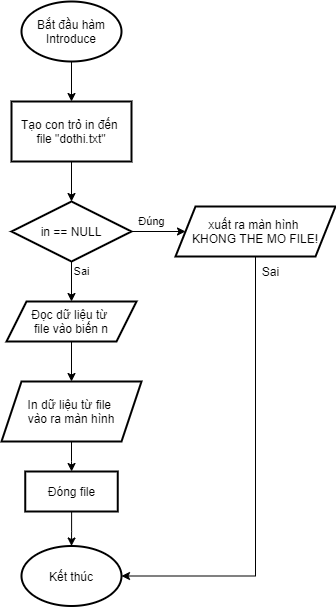 Bắt đầu hàm
Introduce
Tạo con trỏ in đến
file "dothi.txt"
in == NULL
Đúng
xuất ra màn hình
KHONG THE MO FILE!
Sai
Sai
Đọc dữ liệu từ
file vào biến n
In dữ liệu từ file
vào ra màn hình
Đóng file
Kết thúc